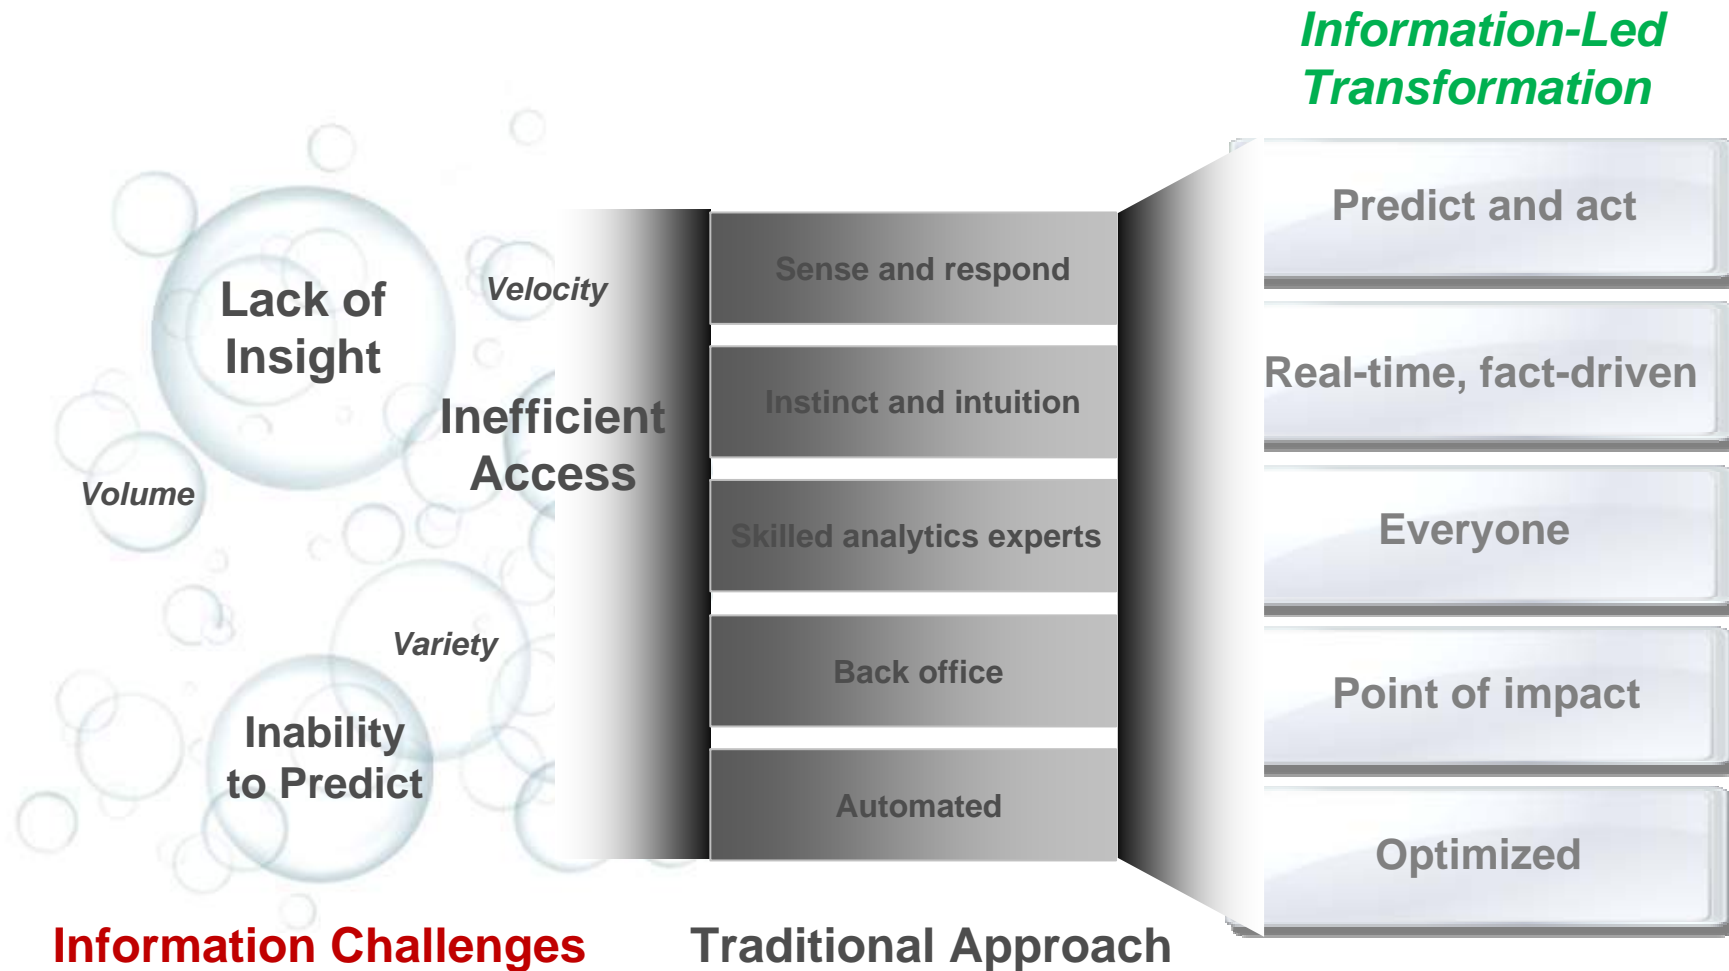 Information-Led
Transformation
Lack of
Insight
Velocity
Inefficient
Access
Volume
Variety
Inability
to Predict
Information Challenges
Sense and respond
Instinct and intuition
Skilled analytics experts
Back office
Automated
Traditional Approach
Predict and act
Real-time, fact-driven
Everyone
Point of impact
Optimized